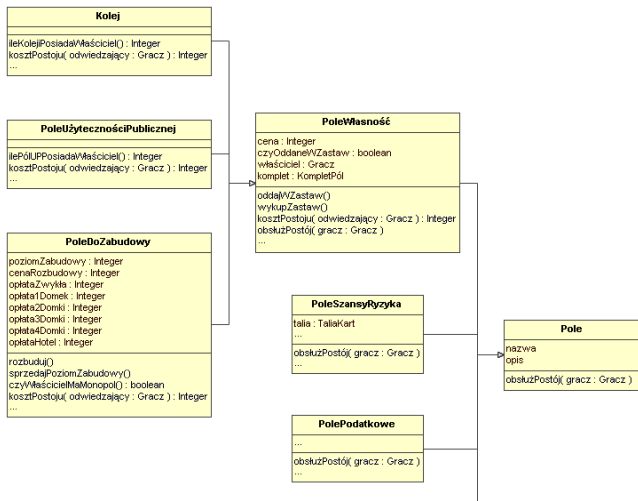 Kolej
ileKolejiPosiadaWłaściciel() : Integer
kosztPostoju( odwiedzający : Gracz ) : Integer
...
PoleUżytecznościPublicznej
ilePólUPPosiadaWłaściciel() : Integer
kosztPostoju( odwiedzający : Gracz ) : Integer
...
PoleDoZabudowy
poziomZabudowy : Integer
cenaRozbudowy : Integer
opłataZwykła : Integer
opłata1Domek : Integer
opłata2Domki : Integer
opłata3Domki : Integer
opłata4Domki : Integer
opłataHotel : Integer
rozbuduj()
sprzedajPoziomZabudowy()
czyWłaścicielMaMonopol() : boolean
kosztPostoju( odwiedzający : Gracz ) : Integer
...
PoleWłasność
cena : Integer
czyOddaneWZastaw : boolean
właściciel : Gracz
komplet : KompletPól
oddajWZastaw()
wykupZastaw()
kosztPostoju( odwiedzający : Gracz ) : Integer
obsłużPostój( gracz : Gracz )
...
PoleSzansyRyzyka
talia : TaliaKart
...
obsłużPostój( gracz : Gracz )
...
PolePodatkowe
...
obsłużPostój( gracz : Gracz )
...
Pole
nazwa
opis
obsłużPostój( gracz : Gracz )